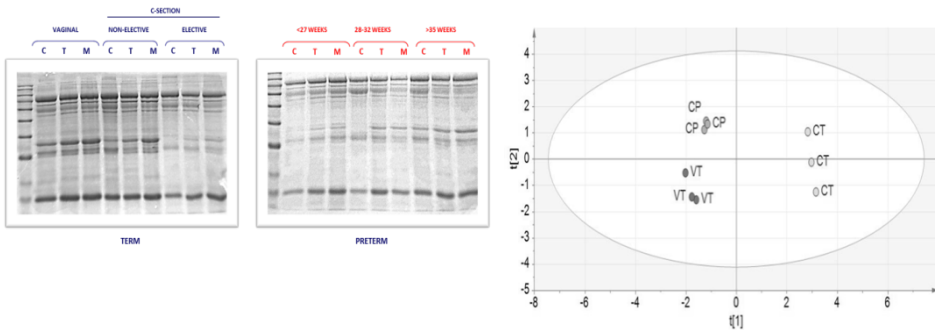 C-SECTION
VAGINAL NON-ELECTIVE ELECTIVE
C T M C T M C T M
TERM
<27 WEEKS 28-32 WEEKS >35 WEEKS
C T M C T M C T M
PRETERM
4
3
2
1
0
-1
-2
-3
-4
-5
t[2]
CP
CP
CP
CT
CT
CT
VT
VT
VT
-8 -6 -4 -2 0 2 4 6
t[1]